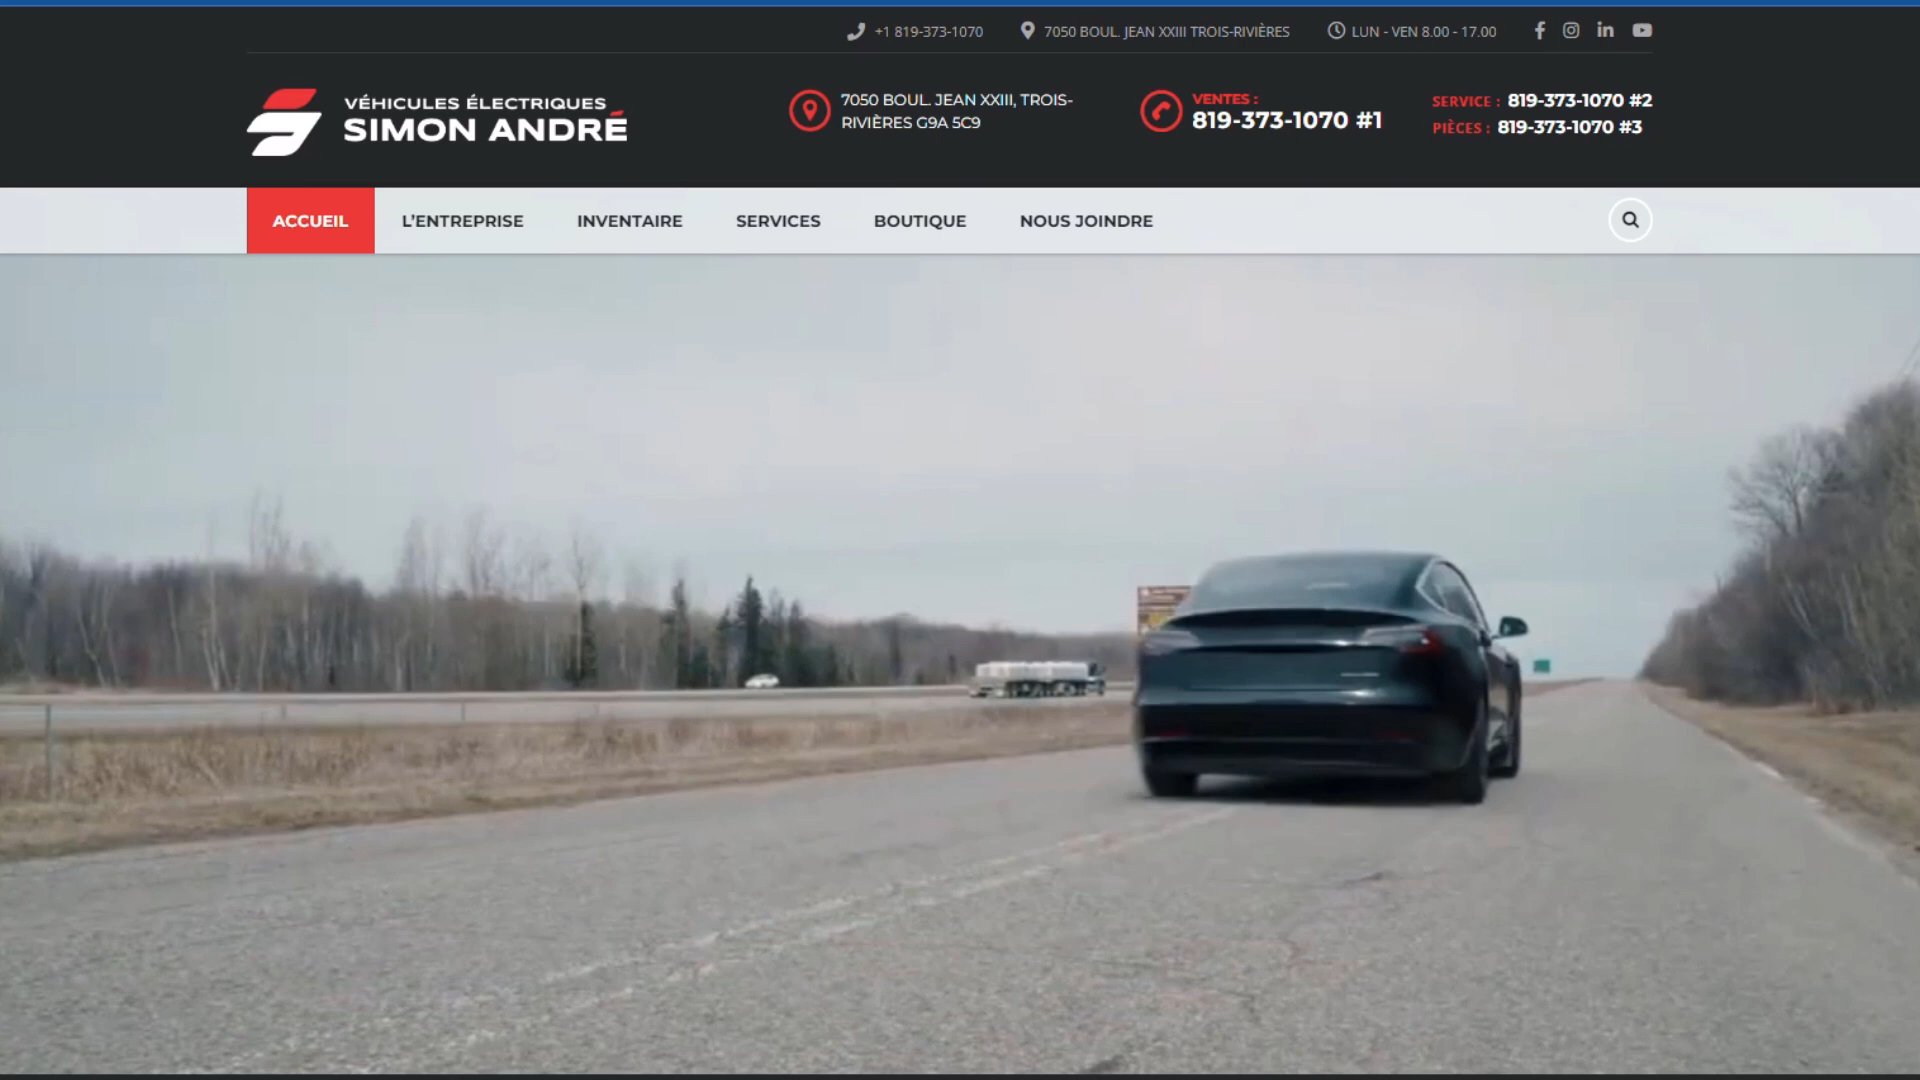 +1 819-373-1070
7050 BOUL. JEAN XXIII TROIS-RIVIÈRES
LUN - VEN 8.00 - 17.00
VÉHICULES ÉLECTRIQUES
SIMON ANDRÉ
7050 BOUL. JEAN XXIII, TROIS-
RIVIÈRES G9A 5C9
VENTES :
819-373-1070 #1
SERVICE : 819-373-1070 #2
PIÈCES : 819-373-1070 #3
ACCUEIL
L'ENTREPRISE
INVENTAIRE
SERVICES
BOUTIQUE
NOUS JOINDRE